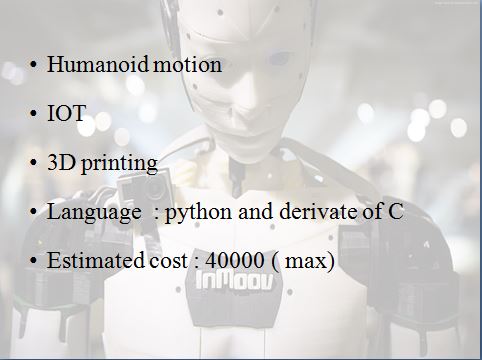 • Humanoid motion
• IOT
• 3D printing
• Language : python and derivate of C
• Estimated cost : 40000 ( max)
InMoov